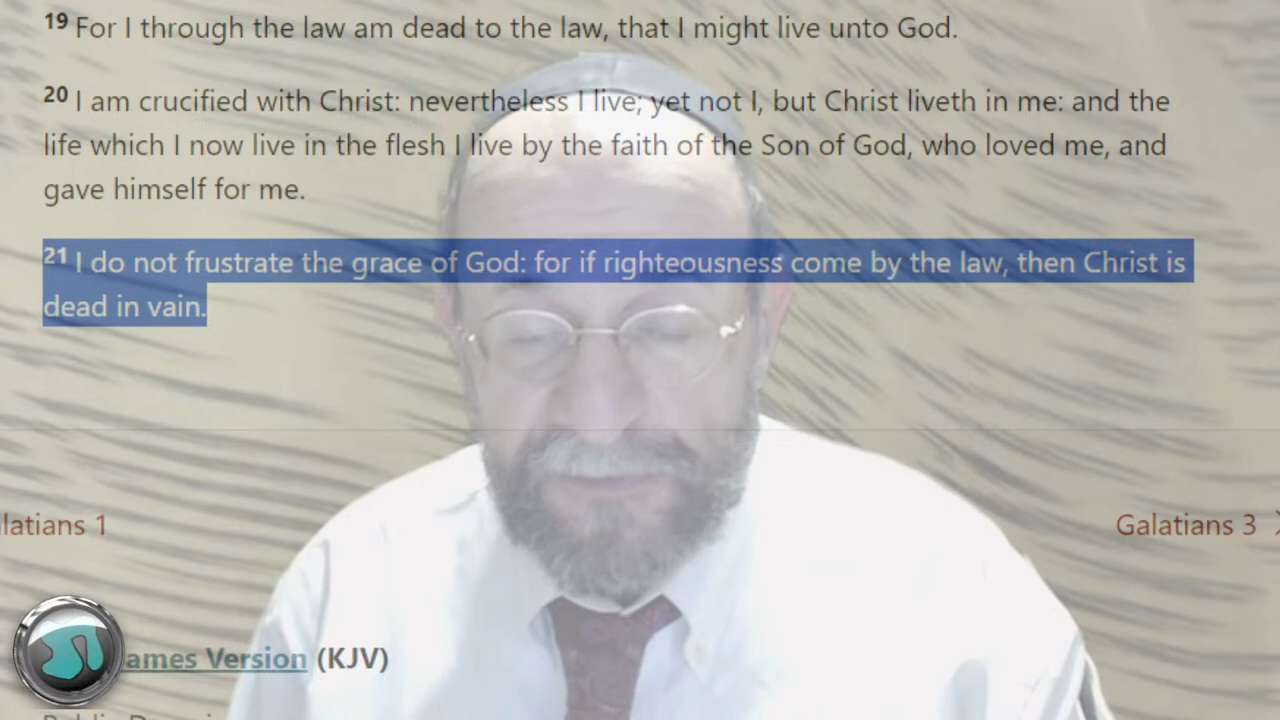 19 For I through the law am dead to the law, that I might live unto God.
20 I am crucified with Christ: nevertheless I live; yet not I, but Christ liveth in me: and the
life which I now live in the flesh I live by the faith of the Son of God, who loved me, and
gave himself for me.
21 I do not frustrate the grace of God: for if righteousness come by the law, then Christ is
dead in vain.
latians 1
Galatians 3
ames Version (KJV)